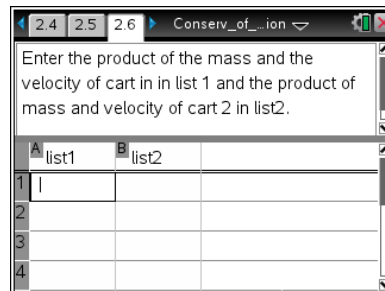 2.4 2.5 2.6 Conserv_of_…ion
Enter the product of the mass and the
velocity of cart in in list 1 and the product of
mass and velocity of cart 2 in list2.
A list1 B list2
1
2
3
4